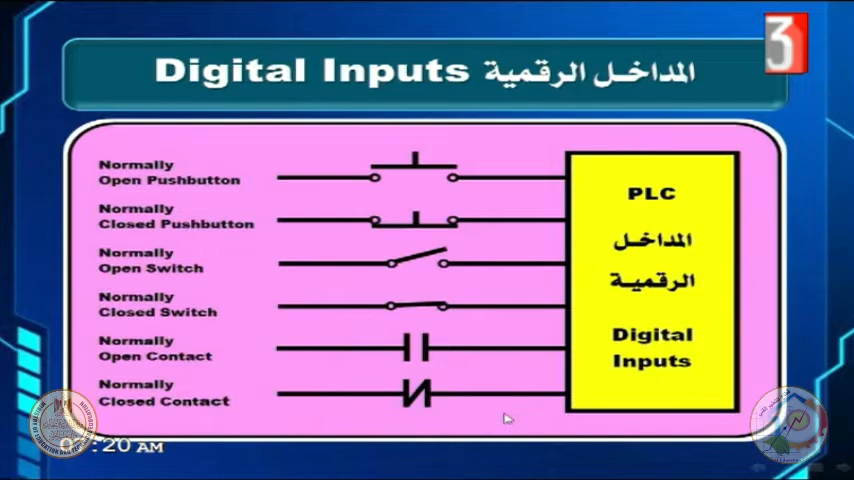 3
Digital Inputs المداخل الرقمية
Normally
Open Pushbutton
Normally
Closed Pushbutton
Normally
Open Switch
Normally
Closed Switch
Normally
Open Contact
Normally
Closed Contact
PLC
المداخل
الرقمية
Digital
Inputs
:20 AM